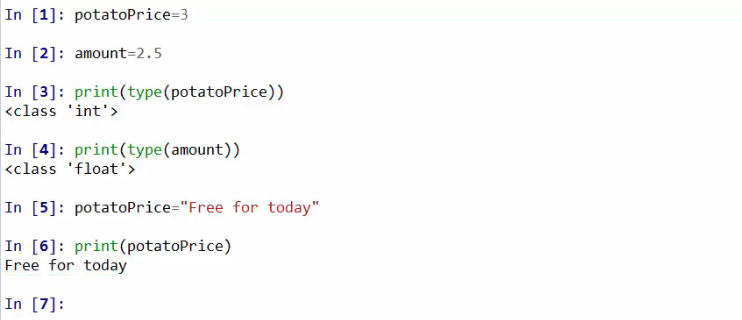 In [1]: potatoPrice=3
In [2]: amount=2.5
In [3]: print(type(potatoPrice))
<class 'int'>
In [4]: print(type(amount))
<class 'float'>
In [5]: potatoPrice="Free for today"
In [6]: print(potatoPrice)
Free for today
In [7]: